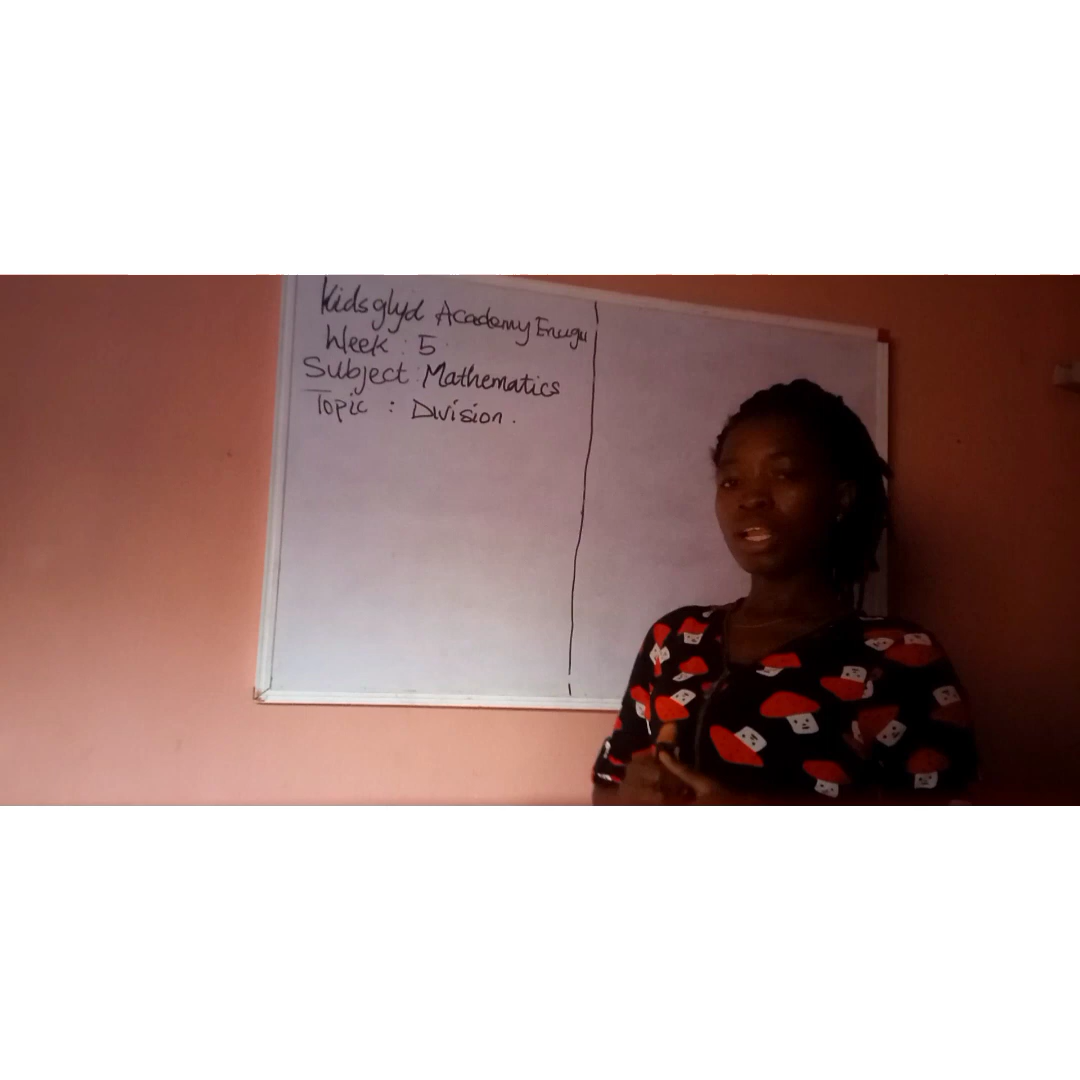 Kidsglyd Academy Enugu
Week : 5
Subject : Mathematics
Topic : Division.